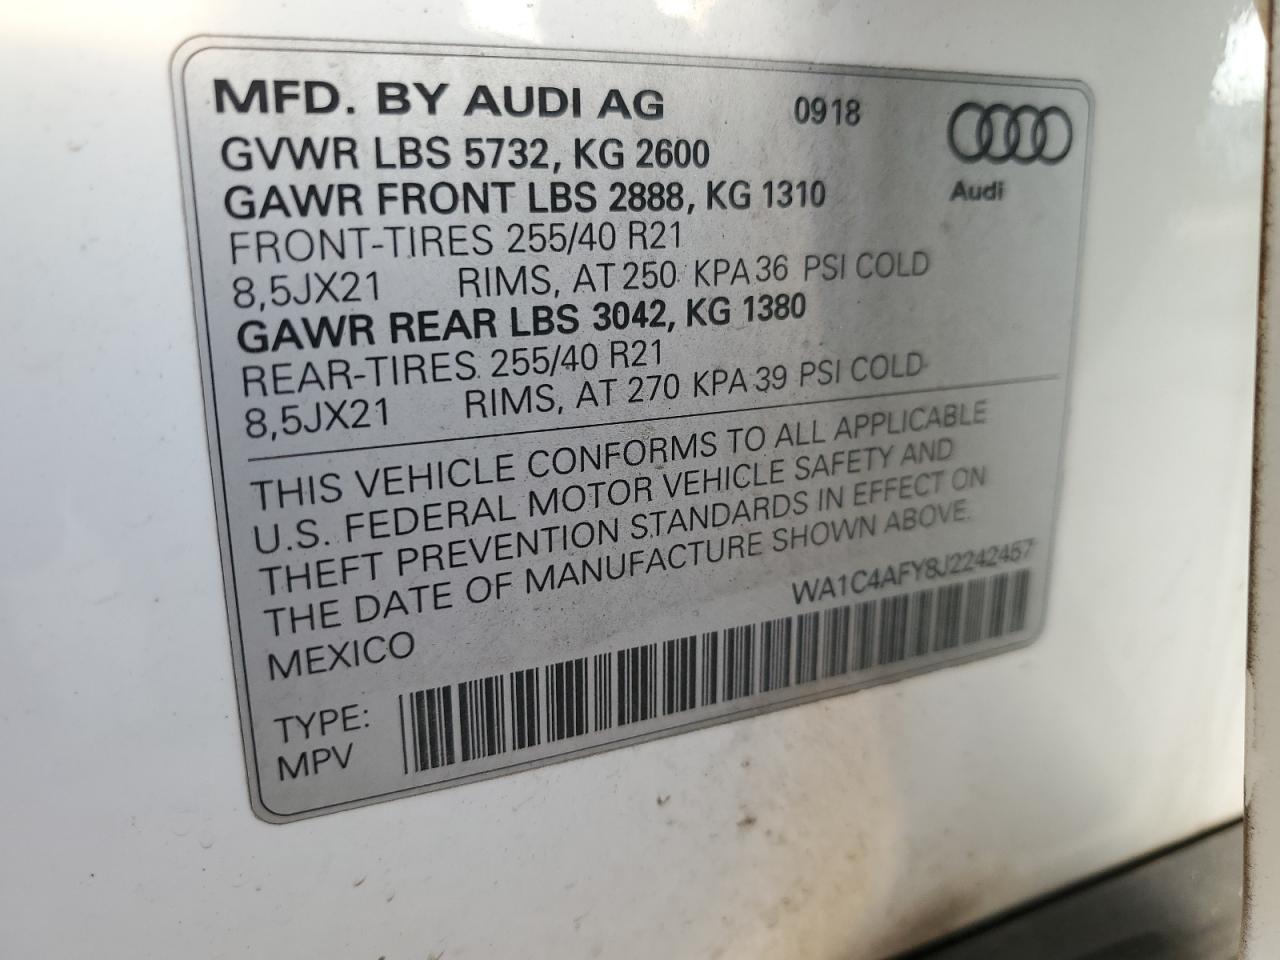 MFD. BY AUDI AG 0918
GVWR LBS 5732, KG 2600
GAWR FRONT LBS 2888, KG 1310
Audi
FRONT-TIRES 255/40 R21
8,5JX21 RIMS, AT 250 KPA 36 PSI COLD
GAWR REAR LBS 3042, KG 1380
REAR-TIRES 255/40 R21
8,5JX21 RIMS, AT 270 KPA 39 PSI COLD
THIS VEHICLE CONFORMS TO ALL APPLICABLE
U.S. FEDERAL MOTOR VEHICLE SAFETY AND
THEFT PREVENTION STANDARDS IN EFFECT ON
THE DATE OF MANUFACTURE SHOWN ABOVE.
MEXICO WA1C4AFY8J2242457
TYPE:
MPV